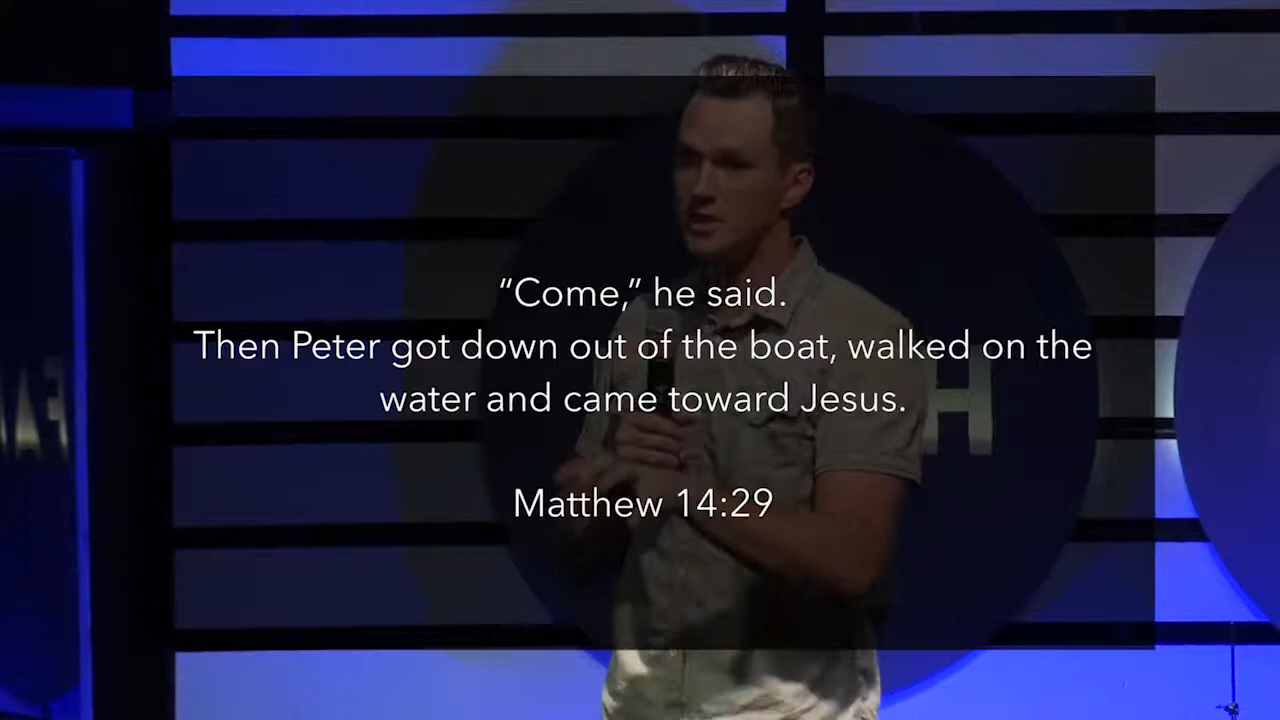 “Come,” he said.
Then Peter got down out of the boat, walked on the
water and came toward Jesus.
Matthew 14:29
H